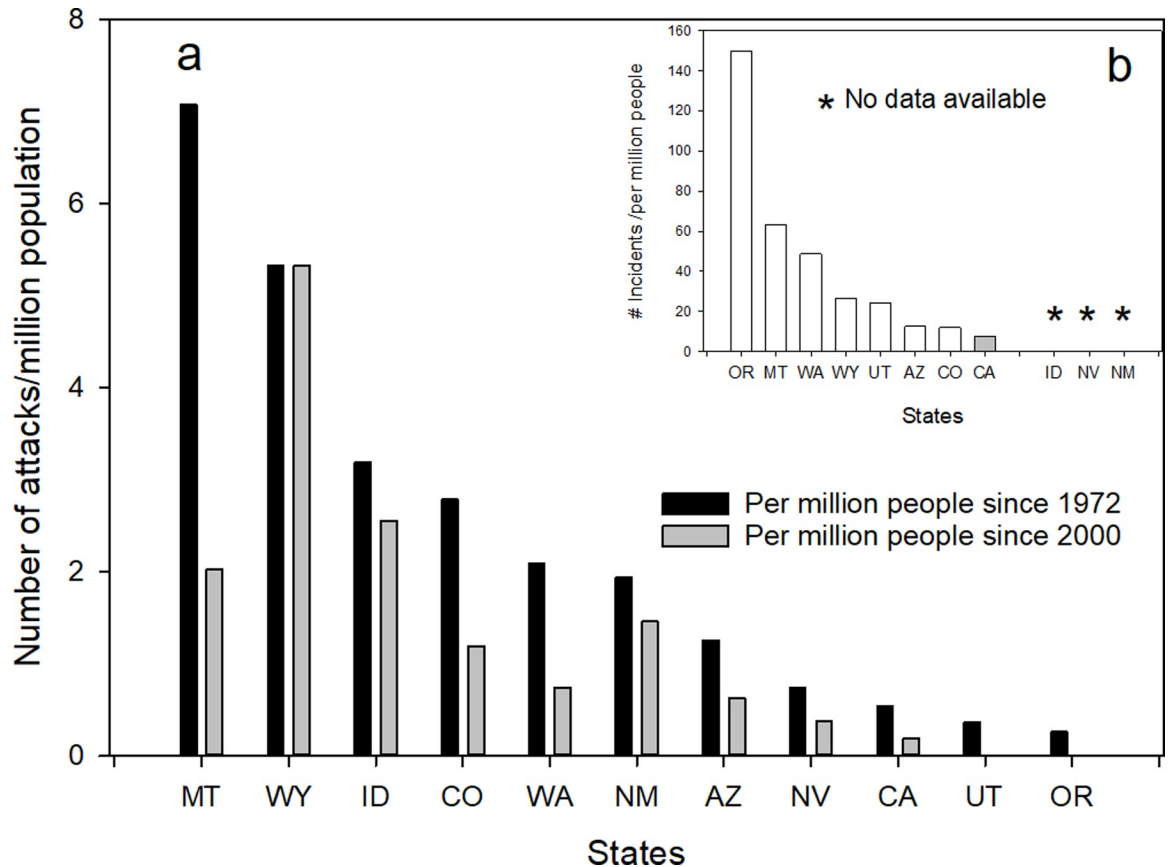 a
Number of attacks/million population
8
6
4
2
0
MT WY ID CO WA NM AZ NV CA UT OR
States
Per million people since 1972
Per million people since 2000
b
* No data available
# Incidents /per million people
160
140
120
100
80
60
40
20
0
* * *
OR MT WA WY UT AZ CO CA ID NV NM
States